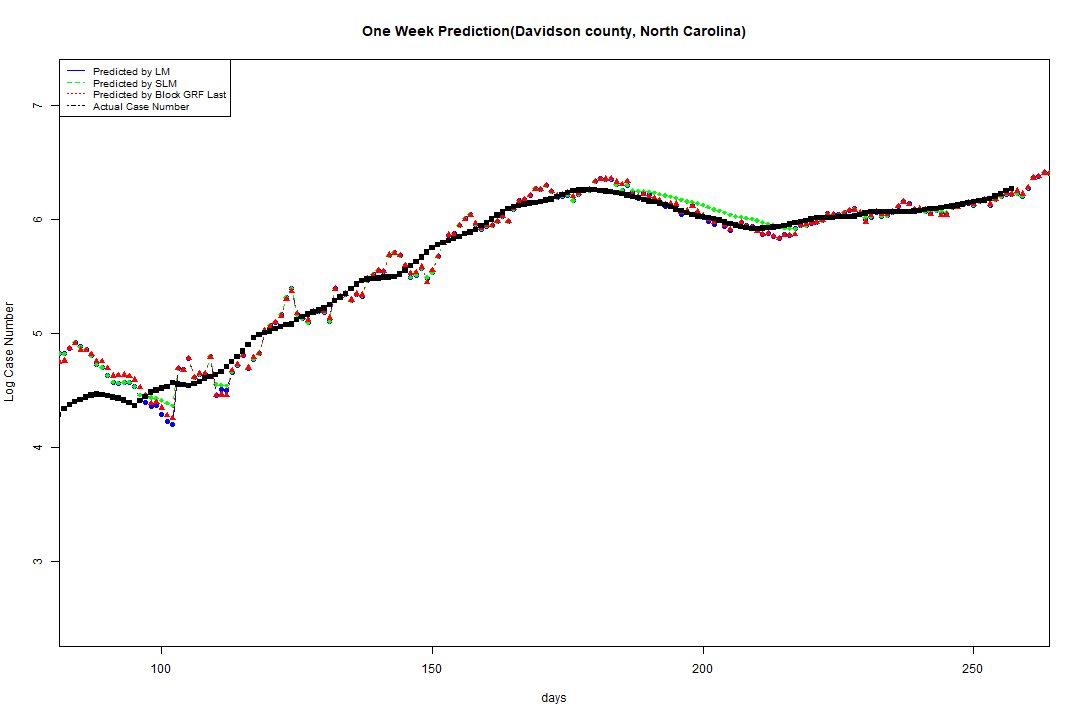 One Week Prediction(Davidson county, North Carolina)
Predicted by LM
Predicted by SLM
Predicted by Block GRF Last
Actual Case Number
7
6
5
4
3
Log Case Number
100
150
200
250
days